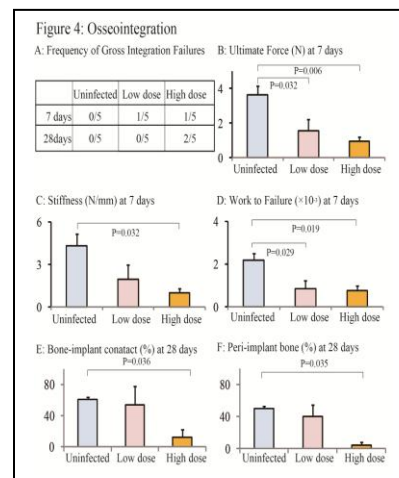 Figure 4: Osseointegration
A: Frequency of Gross Integration Failures
Uninfected Low dose High dose
7 days 0/5 1/5 1/5
28days 0/5 0/5 2/5
B: Ultimate Force (N) at 7 days
P=0.006
P=0.032
4
2
0
Uninfected Low dose High dose
C: Stiffness (N/mm) at 7 days
P=0.032
6
3
0
Uninfected Low dose High dose
D: Work to Failure (×10-3) at 7 days
P=0.019
P=0.029
4
2
0
Uninfected Low dose High dose
E: Bone-implant conatact (%) at 28 days
P=0.036
80
40
0
Uninfected Low dose High dose
F: Peri-implant bone (%) at 28 days
P=0.035
80
40
0
Uninfected Low dose High dose